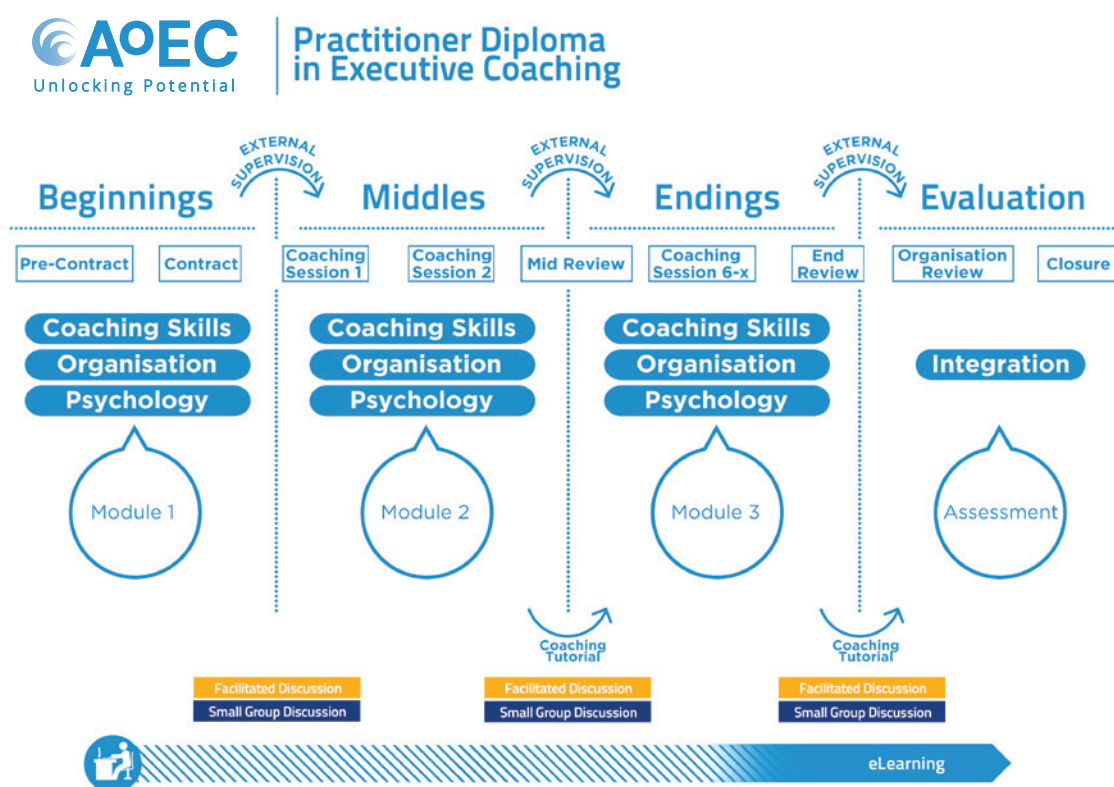 AoEC
Unlocking Potential
Practitioner Diploma
in Executive Coaching
EXTERNAL
SUPERVISION
EXTERNAL
SUPERVISION
EXTERNAL
SUPERVISION
Beginnings
Middles
Endings
Evaluation
Pre-Contract
Contract
Coaching
Session 1
Coaching
Session 2
Mid Review
Coaching
Session 6-x
End
Review
Organisation
Review
Closure
Coaching Skills
Organisation
Psychology
Coaching Skills
Organisation
Psychology
Coaching Skills
Organisation
Psychology
Integration
Module 1
Module 2
Module 3
Assessment
Coaching
Tutorial
Coaching
Tutorial
Facilitated Discussion
Small Group Discussion
Facilitated Discussion
Small Group Discussion
Facilitated Discussion
Small Group Discussion
eLearning